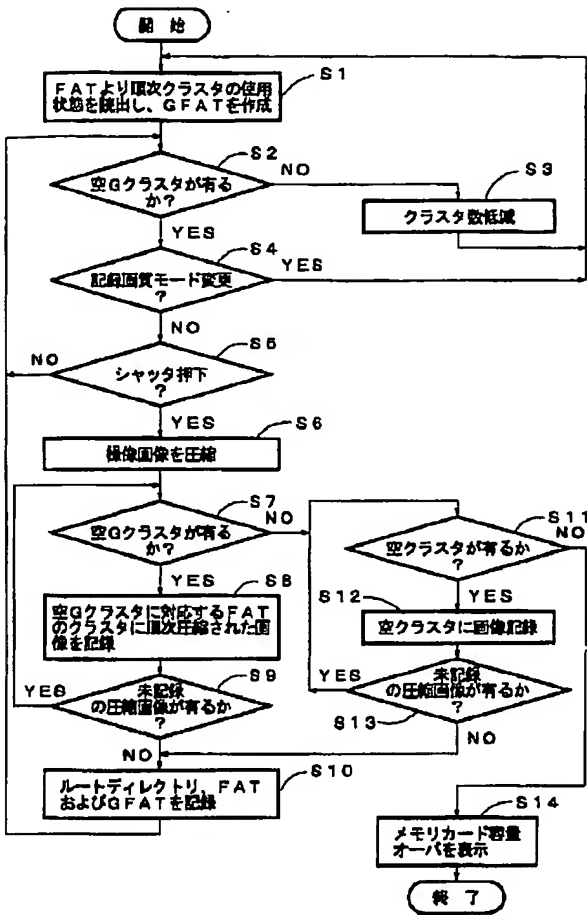 開始
S1
FATより順次クラスタの使用
状態を読出し、GFATを作成
S2
空Gクラスタが有る
か?
NO
S3
クラスタ数低減
YES
S4
記録画質モード変更
?
YES
NO
S5
シャッタ押下
?
NO
YES
S6
撮像画像を圧縮
S7
空Gクラスタが有る
か?
NO
S11
空クラスタが有るか
?
NO
YES
S8
空Gクラスタに対応するFAT
のクラスタに順次圧縮された画
像を記録
YES
S12
空クラスタに画像記録
S9
未記録
の圧縮画像が有るか
?
YES
YES
未記録
の圧縮画像が有るか
?
S13
NO
NO
S10
ルートディレクトリ、FAT
およびGFATを記録
S14
メモリカード容量
オーバを表示
終了